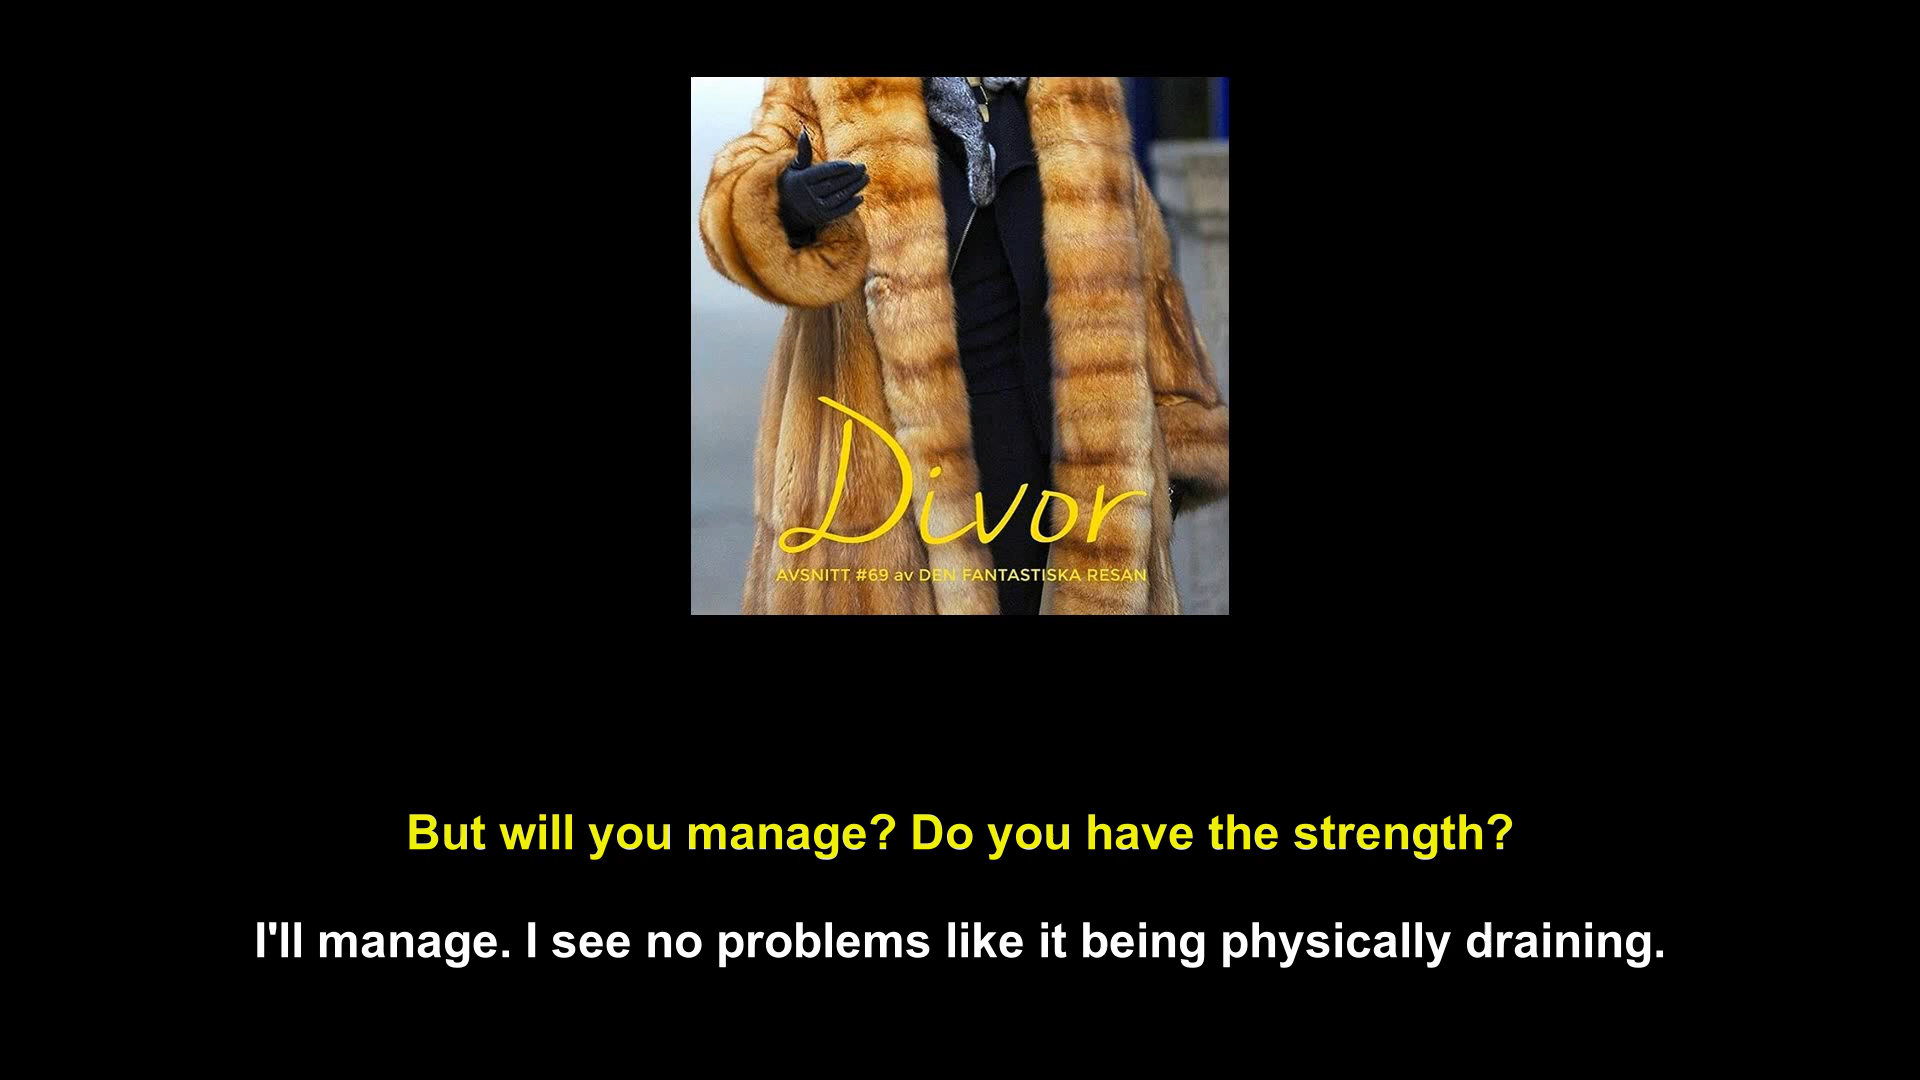 Divor
AVSNITT #69 av DEN FANTASTISKA RESAN
But will you manage? Do you have the strength?
I'll manage. I see no problems like it being physically draining.